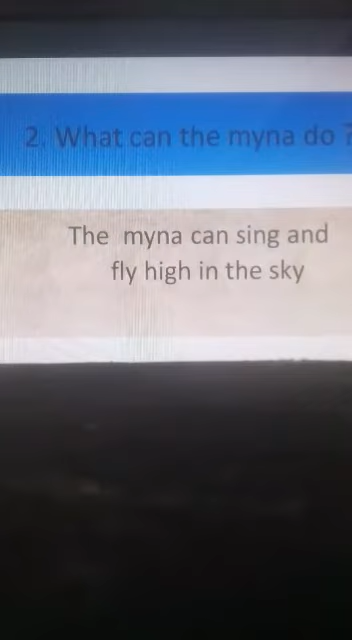 2. What can the myna do ?
The myna can sing and
fly high in the sky